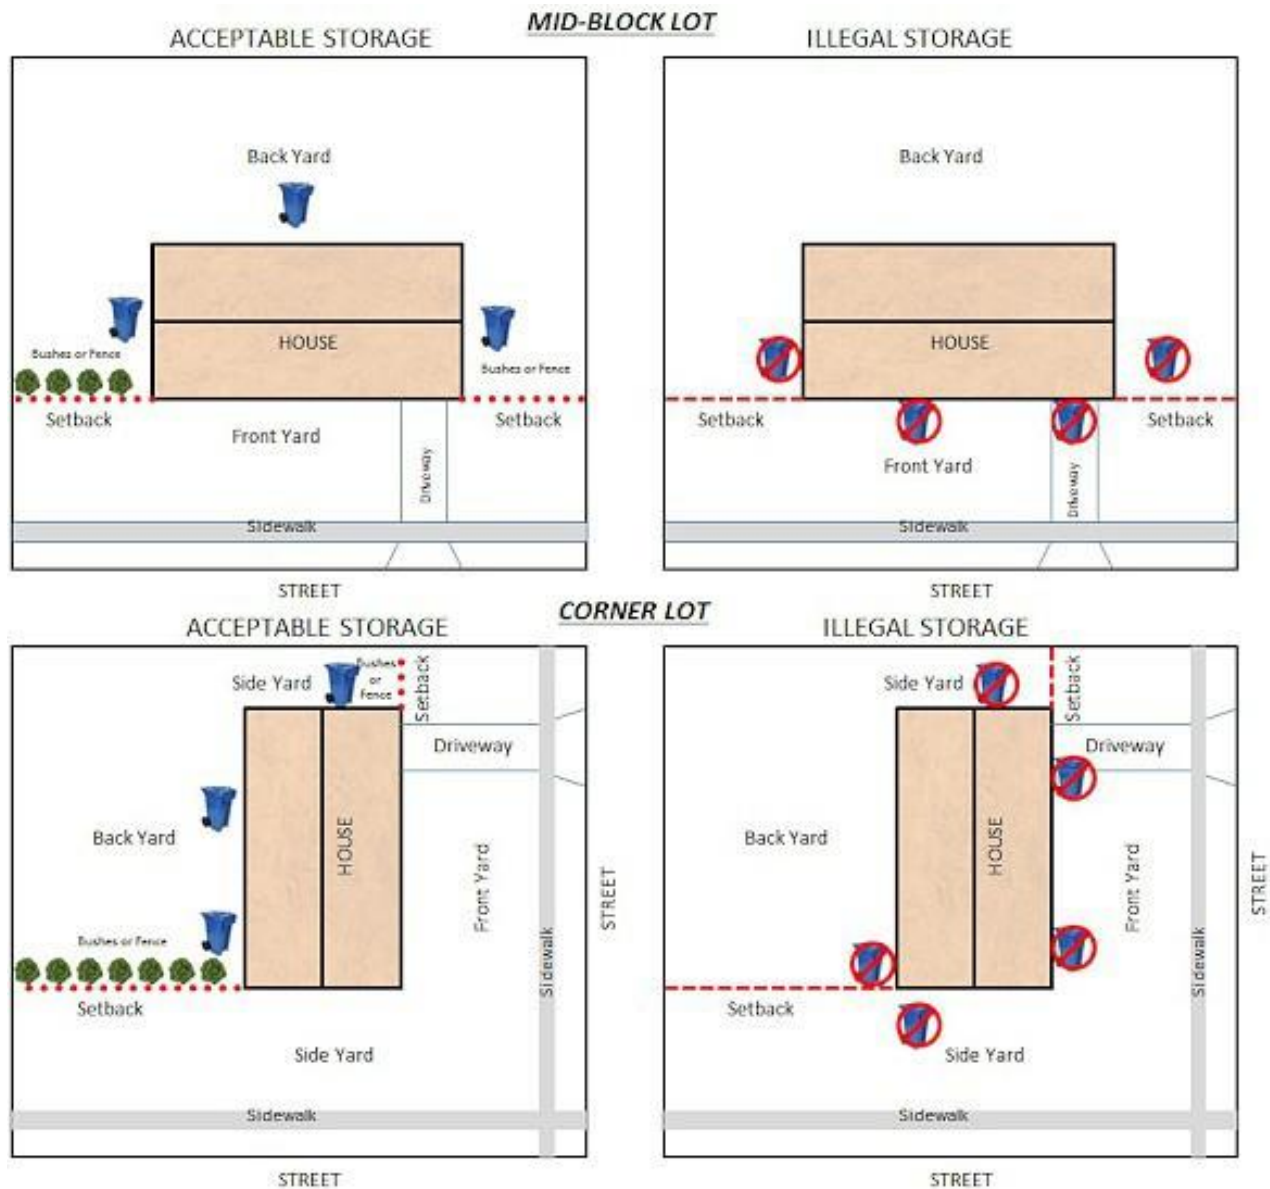 MID-BLOCK LOT
ACCEPTABLE STORAGE
Back Yard
HOUSE
Bushes or Fence
Bushes or Fence
Setback
Front Yard
Setback
Driveway
Sidewalk
STREET
ILLEGAL STORAGE
Back Yard
HOUSE
Setback
Setback
Front Yard
Driveway
Sidewalk
STREET
CORNER LOT
ACCEPTABLE STORAGE
Side Yard
Bushes
or
Fence
Setback
Driveway
Back Yard
HOUSE
Front Yard
STREET
Bushes or Fence
Sidewalk
Setback
Side Yard
Sidewalk
STREET
ILLEGAL STORAGE
Side Yard
Setback
Driveway
Back Yard
HOUSE
Front Yard
STREET
Sidewalk
Setback
Side Yard
Sidewalk
STREET